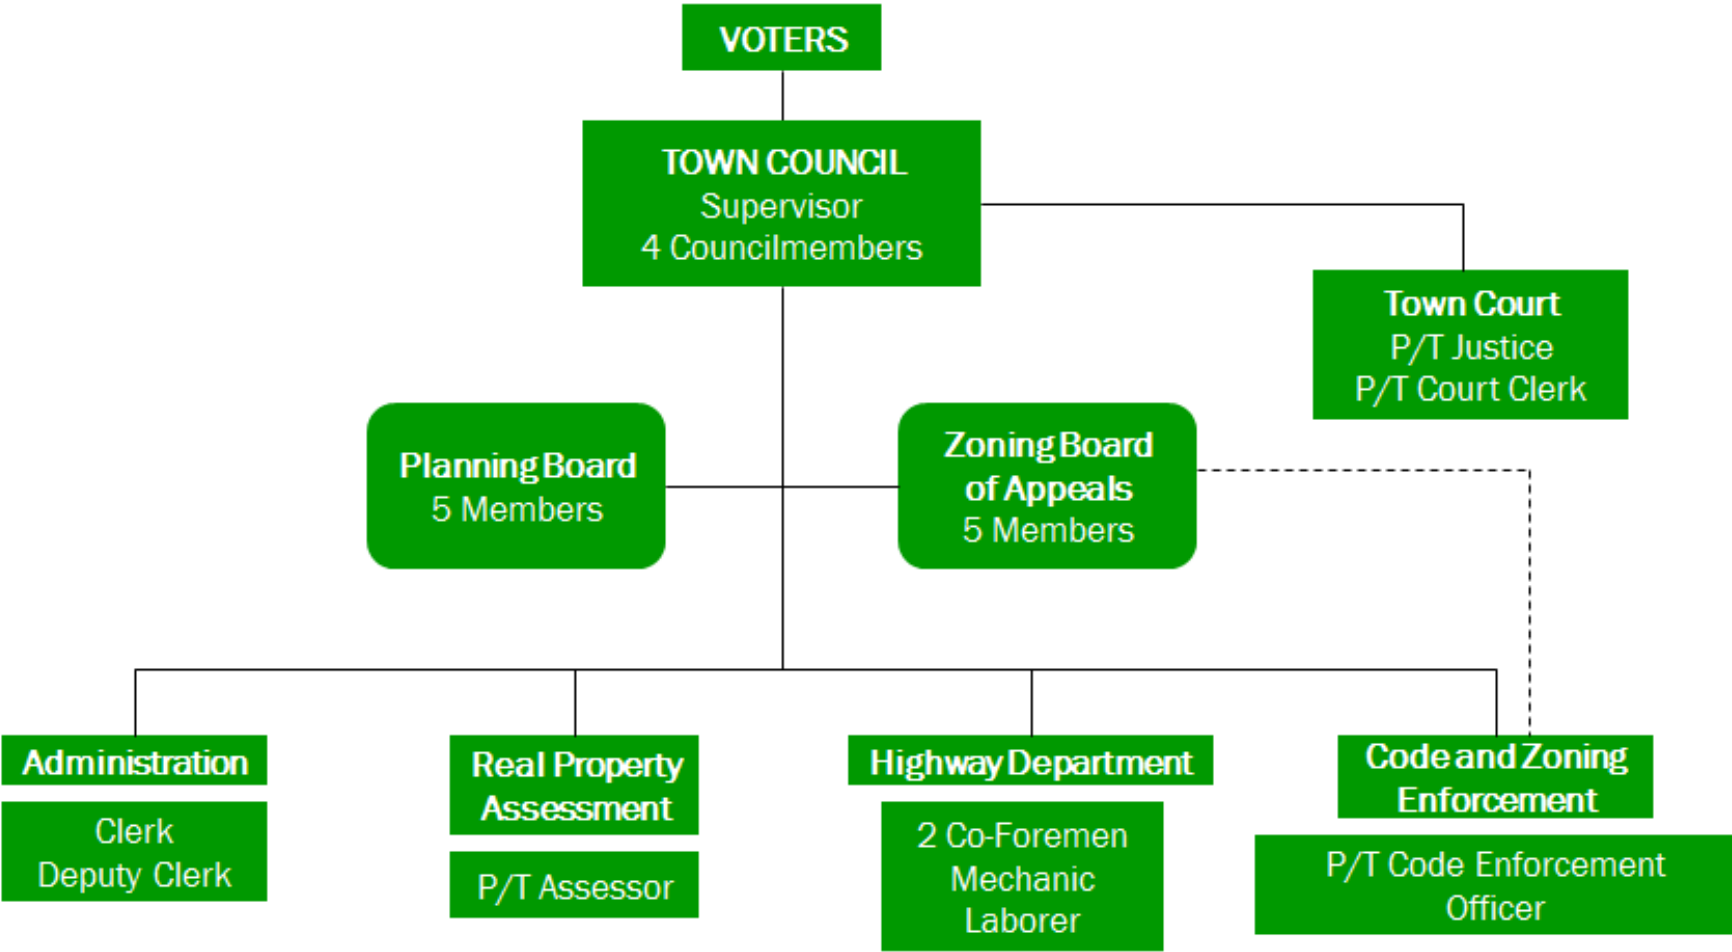 VOTERS
TOWN COUNCIL
Supervisor
4 Councilmembers
Town Court
P/T Justice
P/T Court Clerk
Planning Board
5 Members
Zoning Board
of Appeals
5 Members
Administration
Clerk
Deputy Clerk
Real Property
Assessment
P/T Assessor
Highway Department
2 Co-Foremen
Mechanic
Laborer
Code and Zoning
Enforcement
P/T Code Enforcement
Officer